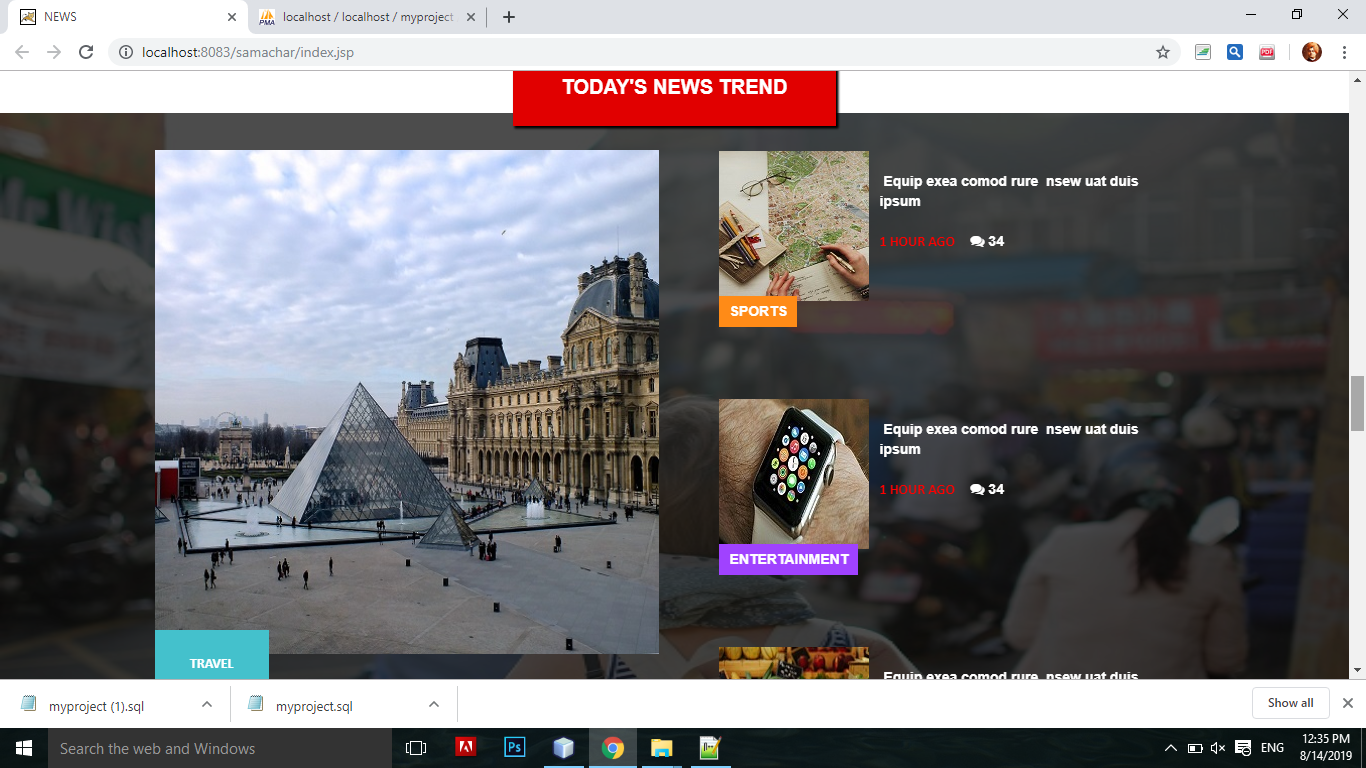 NEWS
localhost / localhost / myproject
localhost:8083/samachar/index.jsp
TODAY'S NEWS TREND
Equip exea comod rure nsew uat duis
ipsum
1 HOUR AGO 34
SPORTS
Equip exea comod rure nsew uat duis
ipsum
1 HOUR AGO 34
ENTERTAINMENT
TRAVEL
Equip exea comod rure nsew uat duis
myproject (1).sql
myproject.sql
Show all
Search the web and Windows
ENG
12:35 PM
8/14/2019